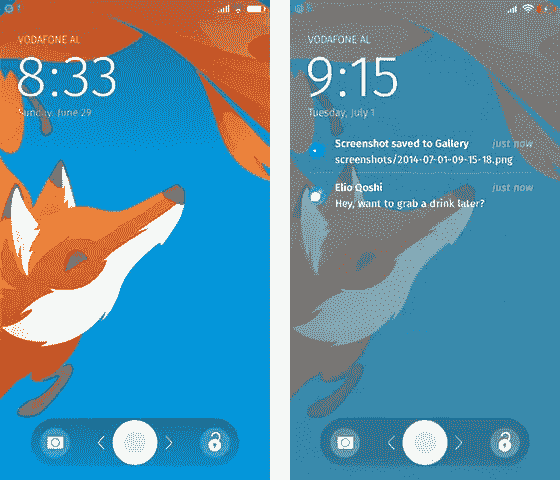 VODAFONE AL
8:33
Sunday, June 29
VODAFONE AL
9:15
Tuesday, July 1
Screenshot saved to Gallery just now
screenshots/2014-07-01-09-15-18.png
Elio Qoshi just now
Hey, want to grab a drink later?